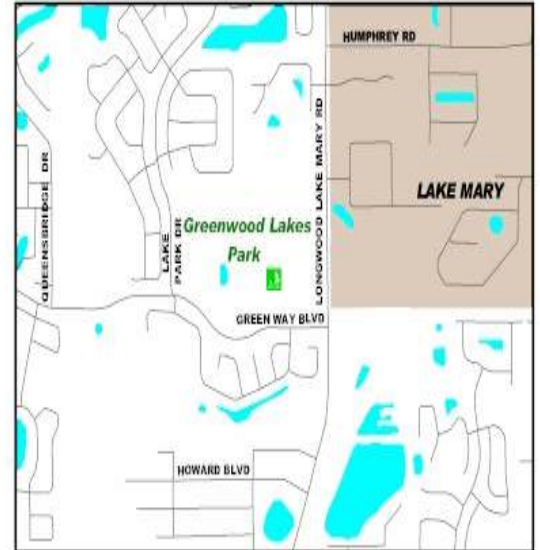 HUMPHREY RD
LONGWOOD LAKE MARY RD
LAKE MARY
QUEENSBRIDGE DR
LAKE
PARK DR
Greenwood Lakes
Park
GREEN WAY BLVD
HOWARD BLVD